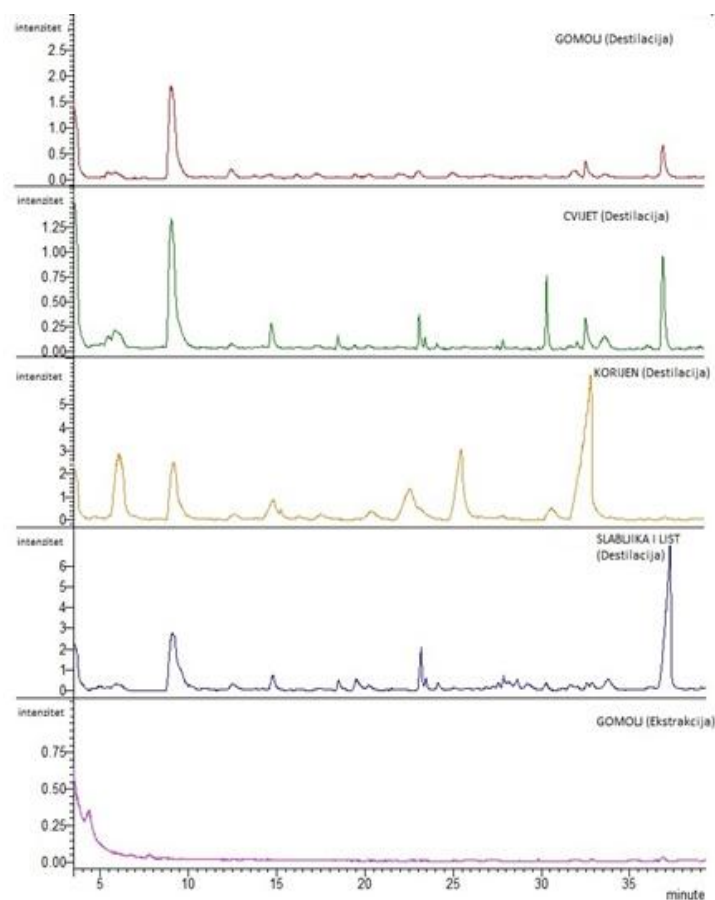 intenzitet
GOMOLJ (Destilacija)
2.5
2.0
1.5
1.0
0.5
0.0
intenzitet
CVIJET (Destilacija)
1.25
1.00
0.75
0.50
0.25
0.00
intenzitet
KORIJEN (Destilacija)
5
4
3
2
1
0
intenzitet
SLABLJIKA I LIST
(Destilacija)
6
5
4
3
2
1
0
intenzitet
GOMOLJ (Ekstrakcija)
0.75
0.50
0.25
0.00
5 10 15 20 25 30 35
minute